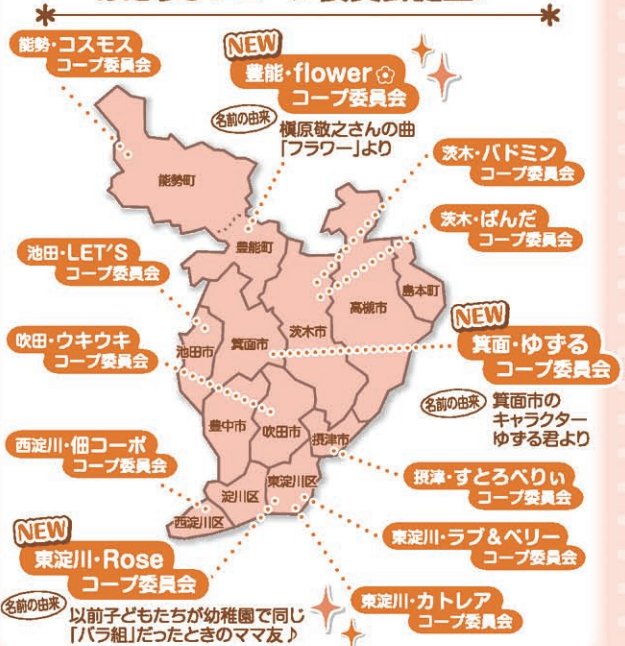 能勢・コスモス
コープ委員会
NEW
豊能・flower
コープ委員会
名前の由来
槇原敬之さんの曲
「フラワー」より
茨木・バドミン
コープ委員会
茨木・ぱんだ
コープ委員会
能勢町
豊能町
池田・LET'S
コープ委員会
島本町
高槻市
茨木市
箕面市
池田市
NEW
箕面・ゆずる
コープ委員会
名前の由来
箕面市の
キャラクター
ゆずる君より
吹田・ウキウキ
コープ委員会
豊中市
吹田市
摂津市
西淀川・佃コーポ
コープ委員会
摂津・すとろべりぃ
コープ委員会
東淀川区
淀川区
西淀川区
NEW
東淀川・Rose
コープ委員会
名前の由来
以前子どもたちが幼稚園で同じ
「バラ組」だったときのママ友♪
東淀川・ラブ&ベリー
コープ委員会
東淀川・カトレア
コープ委員会